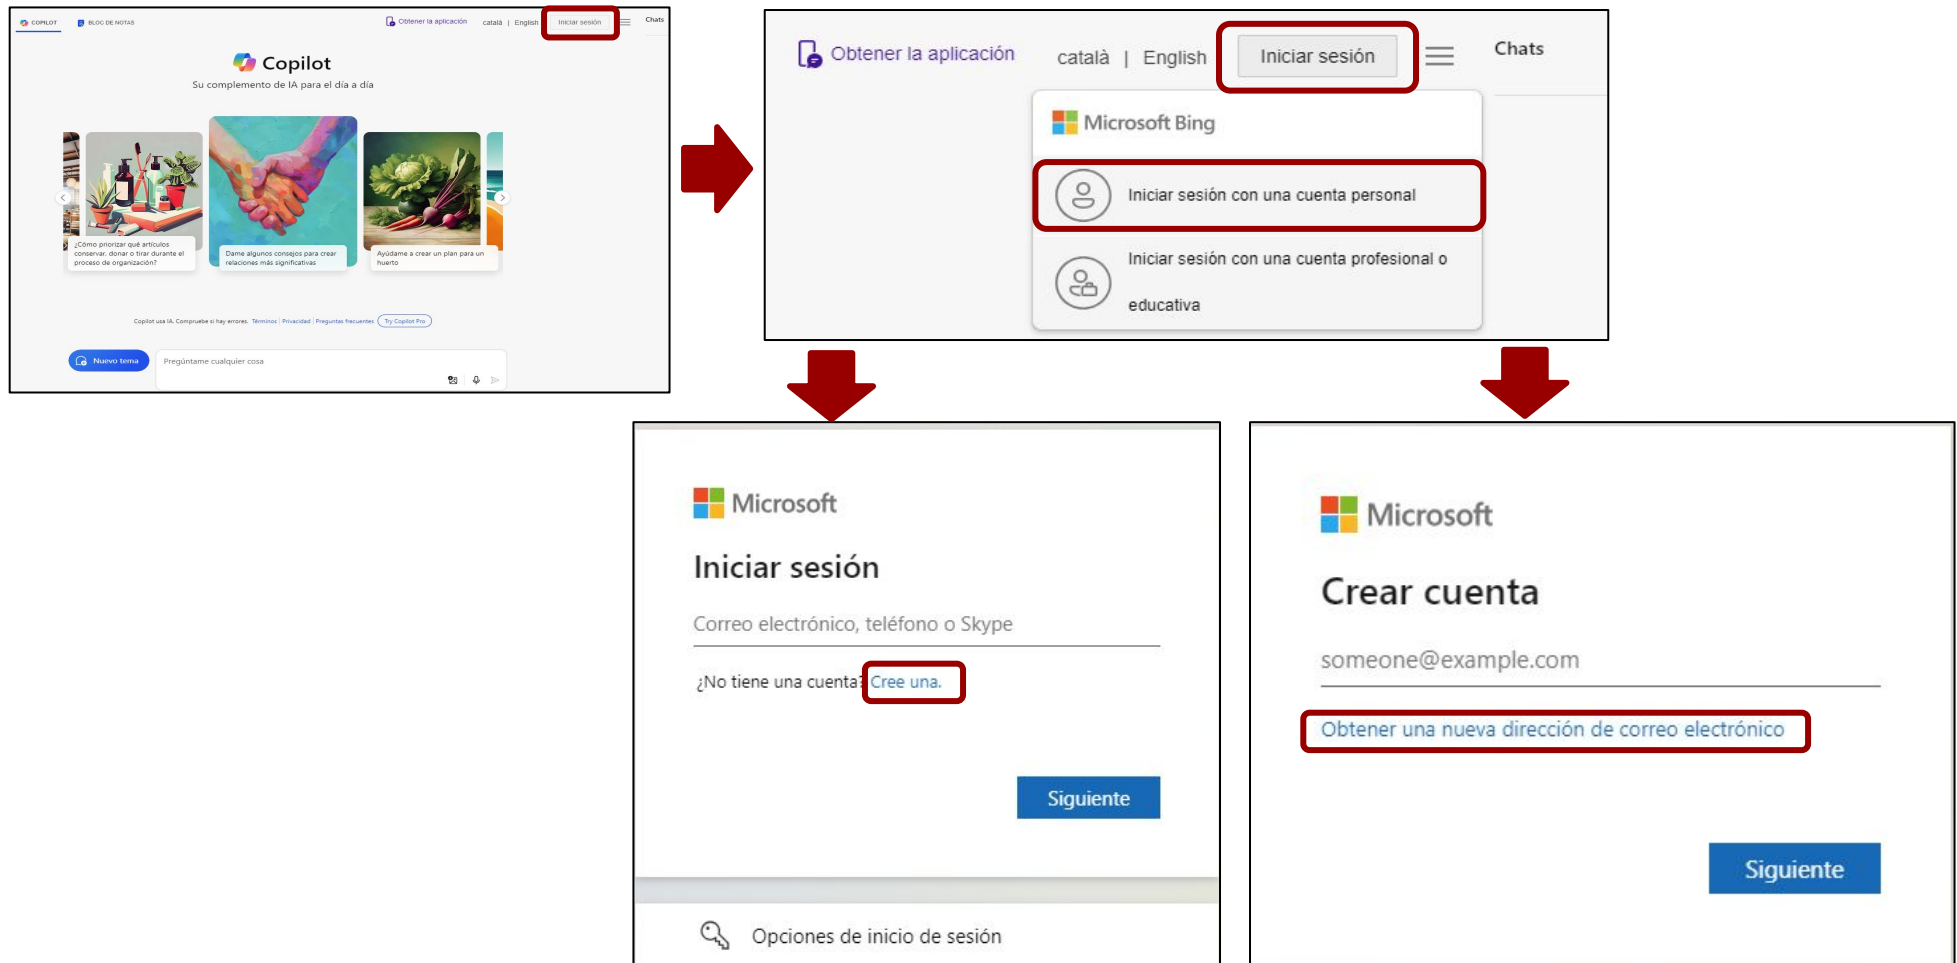 COPILOT
BLOC DE NOTAS
Obtener la aplicación
català | English
Iniciar sesión
Chats
Copilot
Su complemento de IA para el día a día
¿Cómo priorizar qué artículos
conservar, donar o tirar durante el
proceso de organización?
Dame algunos consejos para crear
relaciones más significativas
Ayúdame a crear un plan para un
huerto
Copilot usa IA. Compruebe si hay errores. Términos | Privacidad | Preguntas frecuentes Try Copilot Pro
Nuevo tema
Pregúntame cualquier cosa
Obtener la aplicación
català | English
Iniciar sesión
Chats
Microsoft Bing
Iniciar sesión con una cuenta personal
Iniciar sesión con una cuenta profesional o
educativa
Microsoft
Iniciar sesión
Correo electrónico, teléfono o Skype
¿No tiene una cuenta? Cree una.
Siguiente
Opciones de inicio de sesión
Microsoft
Crear cuenta
someone@example.com
Obtener una nueva dirección de correo electrónico
Siguiente